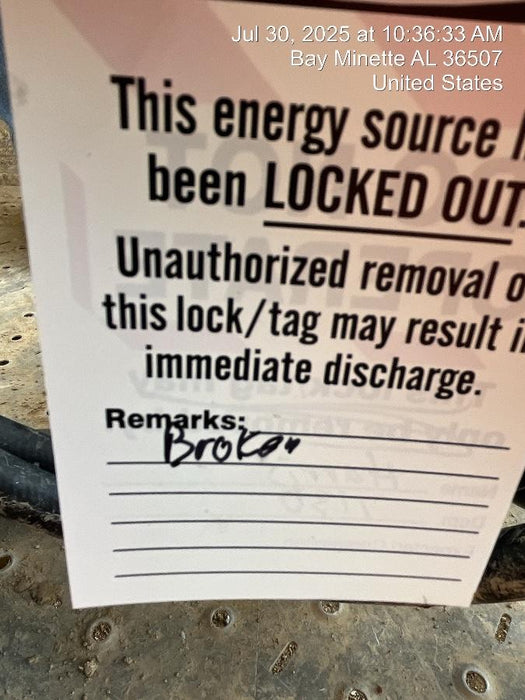 Jul 30, 2025 at 10:36:33 AM
Bay Minette AL 36507
United States
This energy source
been LOCKED OUT.
Unauthorized removal o
this lock/tag may result i
immediate discharge.
Remarks:
Broken